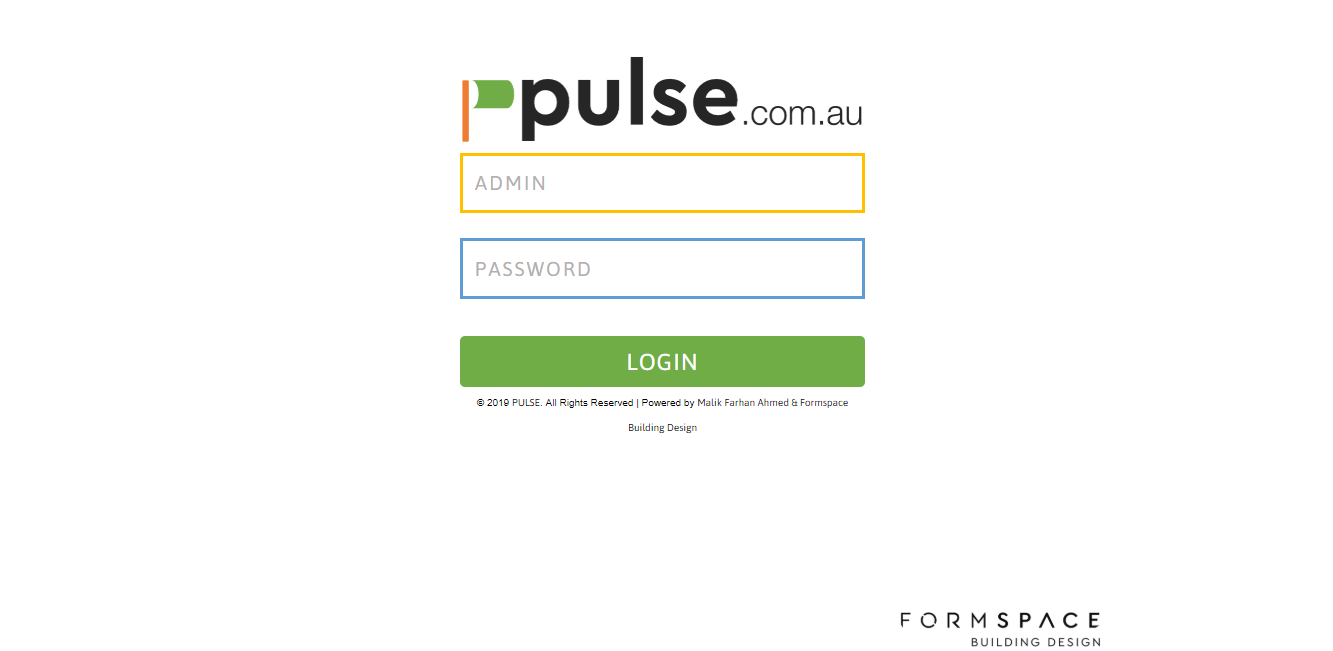 pulse.com.au
ADMIN
PASSWORD
LOGIN
© 2019 PULSE. All Rights Reserved | Powered by Malik Farhan Ahmed & Formspace
Building Design
FORMSPACE
BUILDING DESIGN